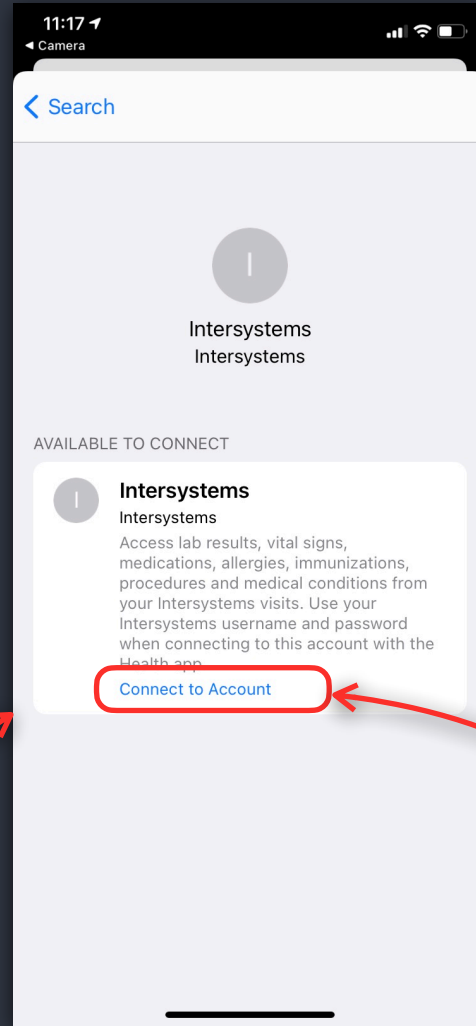 11:17
◀ Camera
Search
I
Intersystems
Intersystems
AVAILABLE TO CONNECT
I
Intersystems
Intersystems
Access lab results, vital signs,
medications, allergies, immunizations,
procedures and medical conditions from
your Intersystems visits. Use your
Intersystems username and password
when connecting to this account with the
Health app
Connect to Account